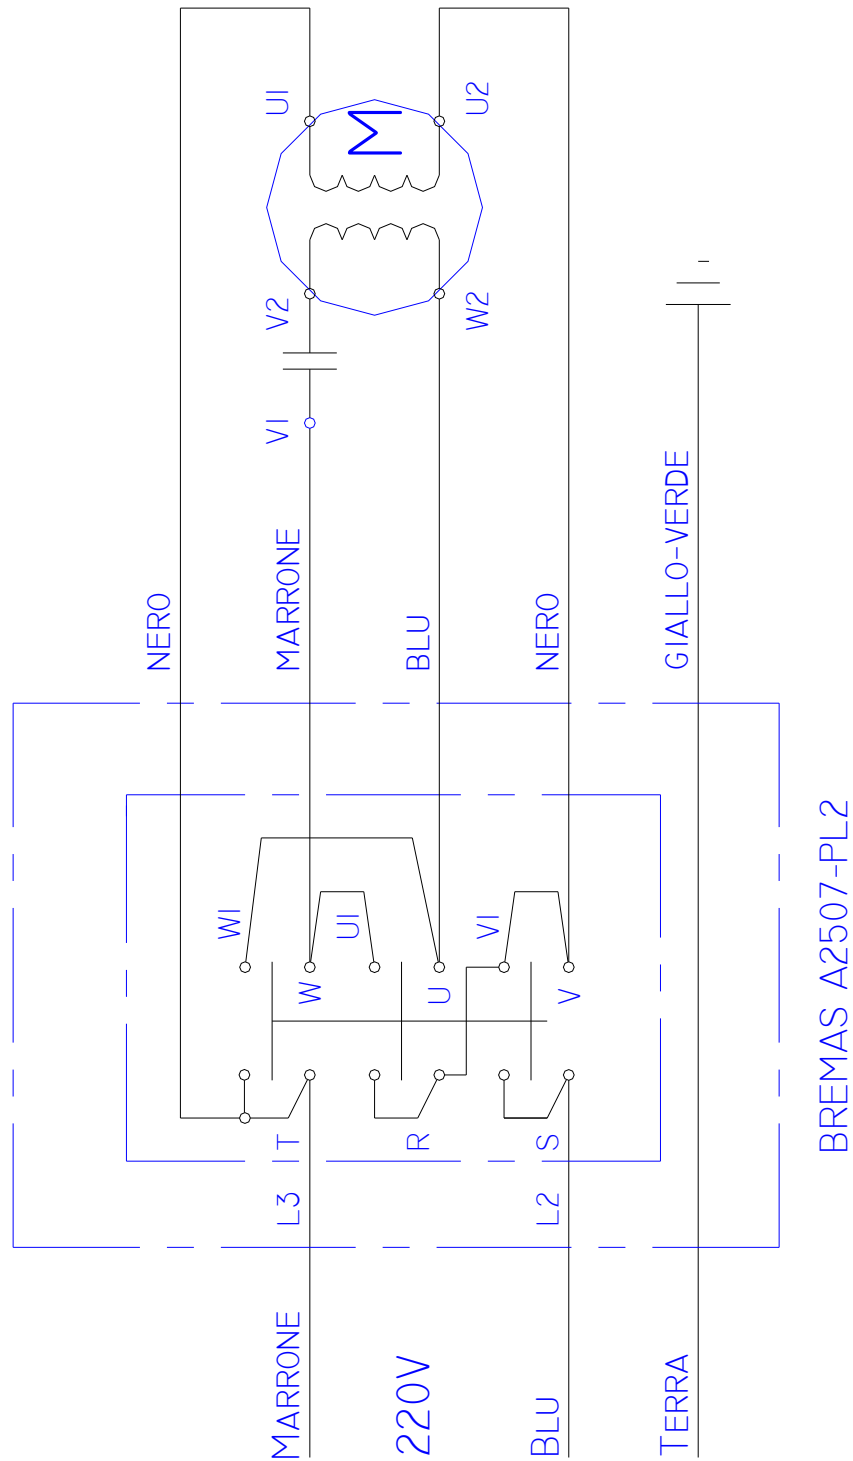 NERO
W1
MARRONE
L3
T
MARRONE
V1
V2
U1
W
U1
M
220V
R
BLU
U
W2
U2
V1
BLU
L2
S
NERO
V
TERRA
GIALLO-VERDE
BREMAS A2507-PL2